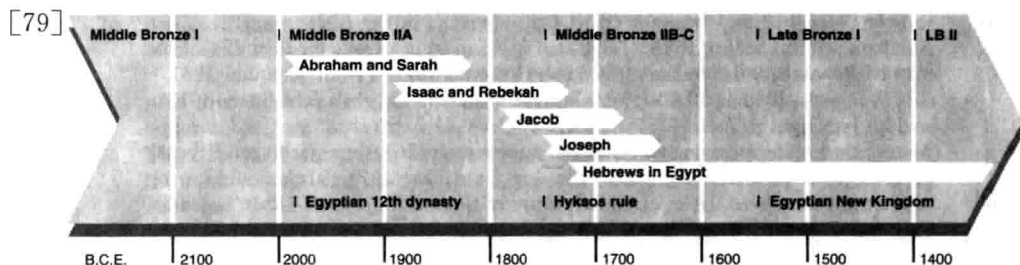 [79]
Middle Bronze I | Middle Bronze IIA | Middle Bronze IIB-C | Late Bronze I | LB II
Abraham and Sarah
Isaac and Rebekah
Jacob
Joseph
Hebrews in Egypt
| Egyptian 12th dynasty | Hyksos rule | Egyptian New Kingdom
B.C.E. 2100 2000 1900 1800 1700 1600 1500 1400